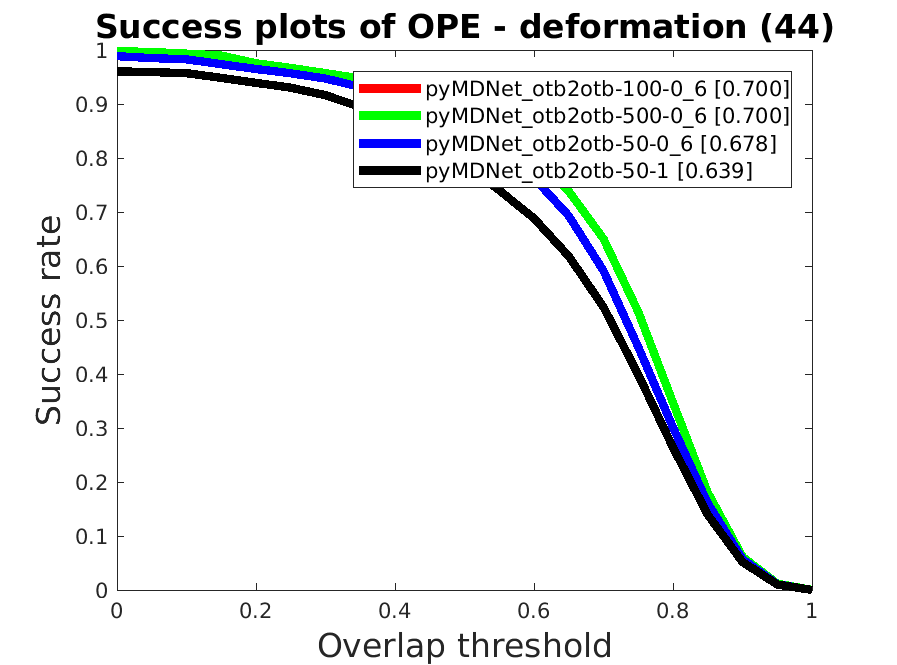 Success plots of OPE - deformation (44)
1
0.9
0.8
0.7
0.6
0.5
0.4
0.3
0.2
0.1
0
Success rate
pyMDNet_otb2otb-100-0_6 [0.700]
pyMDNet_otb2otb-500-0_6 [0.700]
pyMDNet_otb2otb-50-0_6 [0.678]
pyMDNet_otb2otb-50-1 [0.639]
0 0.2 0.4 0.6 0.8 1
Overlap threshold